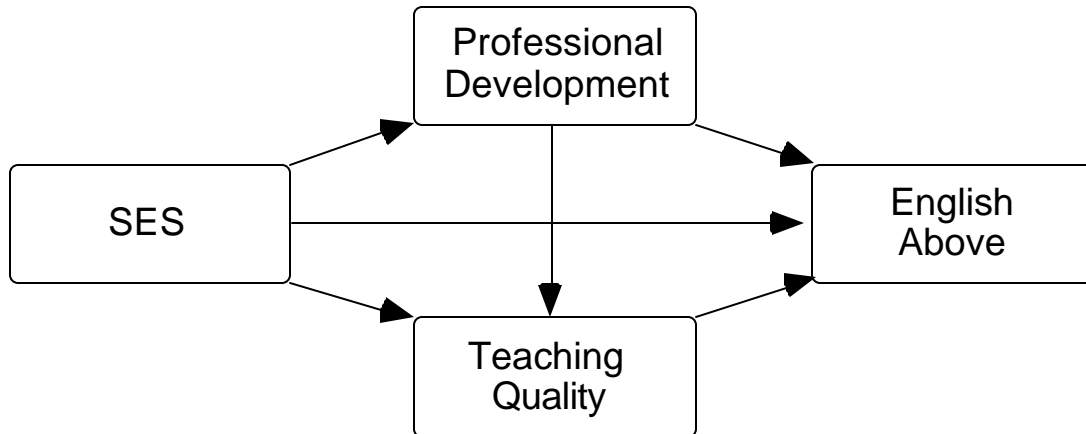 Professional
Development
SES
English
Above
Teaching
Quality